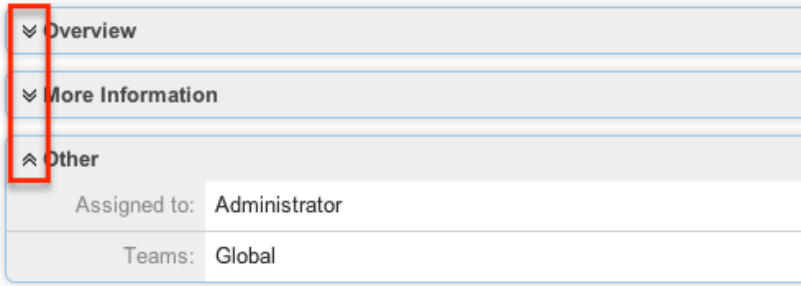 Overview
More Information
Other
Assigned to: Administrator
Teams: Global